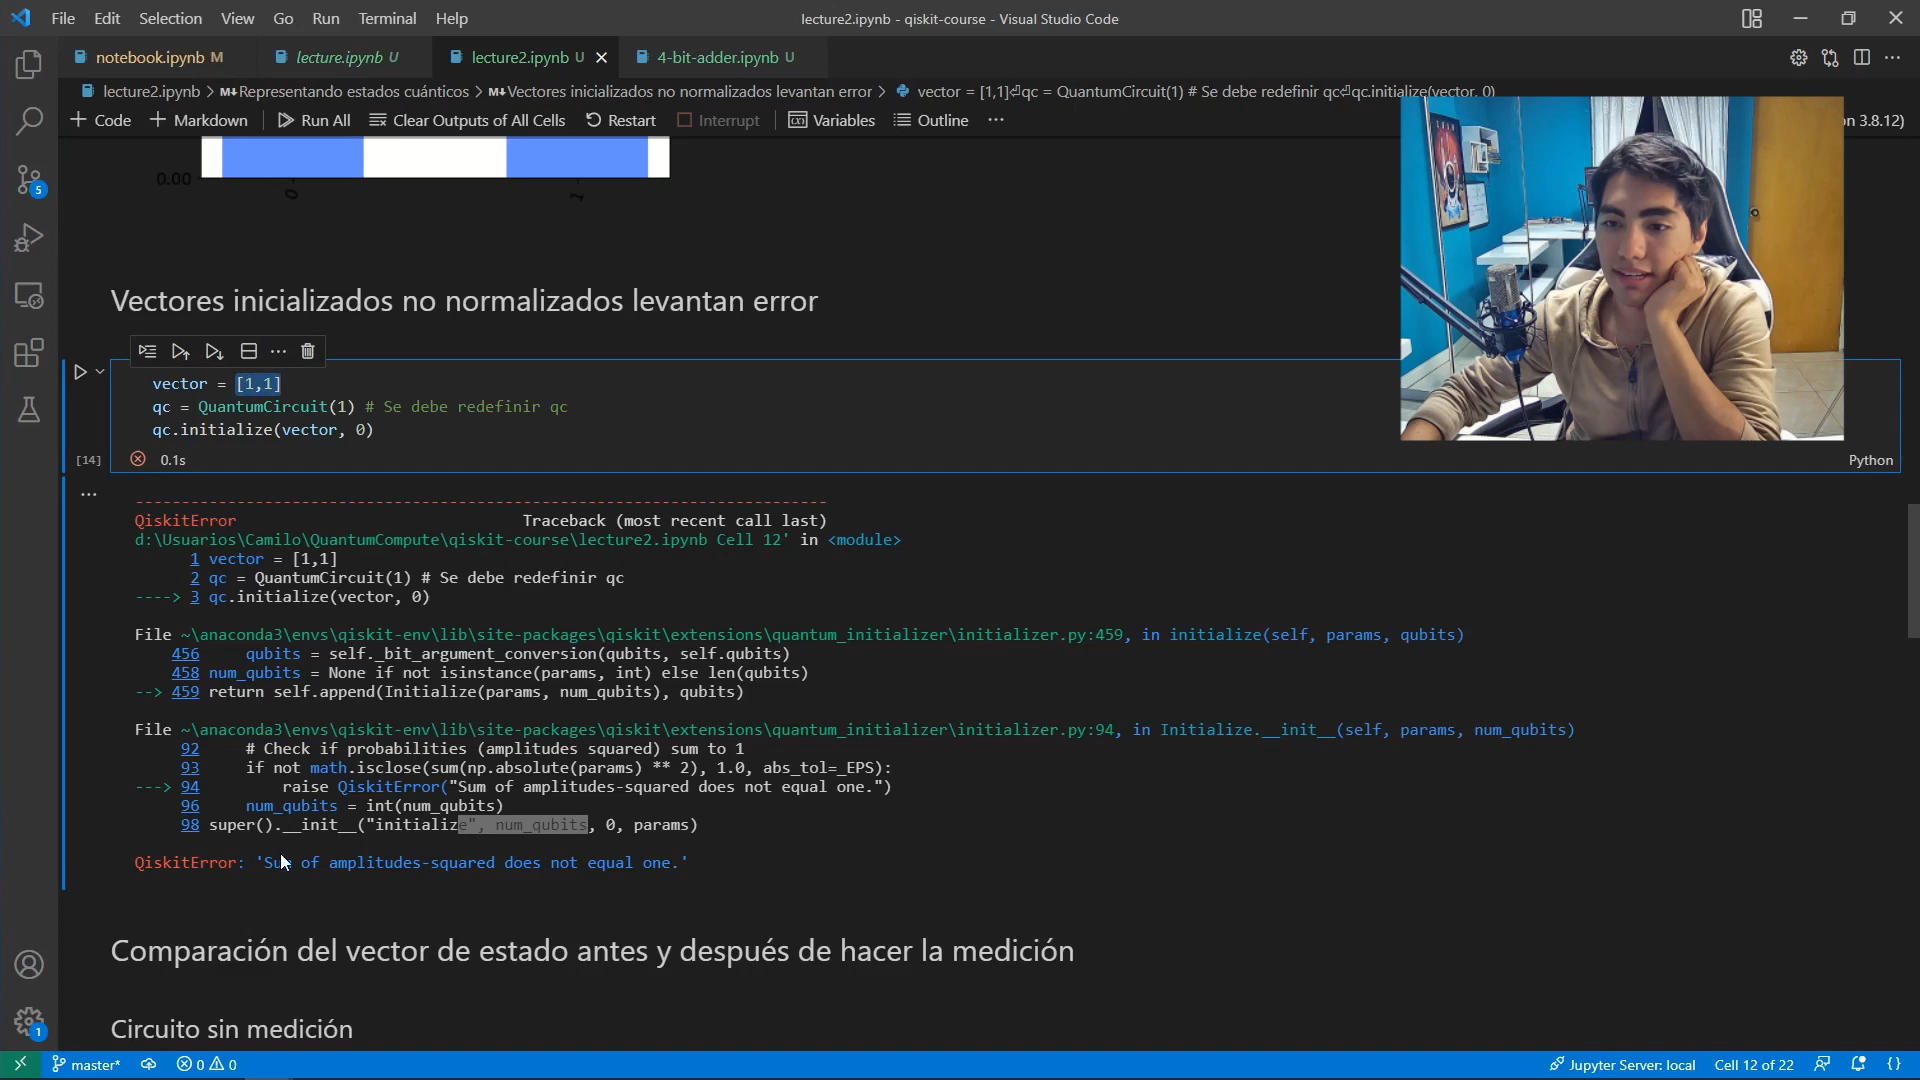 File Edit Selection View Go Run Terminal Help
lecture2.ipynb - qiskit-course - Visual Studio Code
notebook.ipynb M
lecture.ipynb U
lecture2.ipynb U
4-bit-adder.ipynb U
lecture2.ipynb > M↓Representando estados cuánticos > M↓Vectores inicializados no normalizados levantan error > vector = [1,1]⏎qc = QuantumCircuit(1) # Se debe redefinir qc⏎qc.initialize(vector, 0)
+ Code + Markdown Run All Clear Outputs of All Cells Restart Interrupt Variables Outline ...
on 3.8.12)
0.00
0
1
Vectores inicializados no normalizados levantan error
vector = [1,1]
qc = QuantumCircuit(1) # Se debe redefinir qc
qc.initialize(vector, 0)
[14] 0.1s
Python
---------------------------------------------------------------------------
QiskitError Traceback (most recent call last)
d:\Usuarios\Camilo\QuantumCompute\qiskit-course\lecture2.ipynb Cell 12' in <module>
1 vector = [1,1]
2 qc = QuantumCircuit(1) # Se debe redefinir qc
----> 3 qc.initialize(vector, 0)
File ~\anaconda3\envs\qiskit-env\lib\site-packages\qiskit\extensions\quantum_initializer\initializer.py:459, in initialize(self, params, qubits)
456 qubits = self._bit_argument_conversion(qubits, self.qubits)
458 num_qubits = None if not isinstance(params, int) else len(qubits)
--> 459 return self.append(Initialize(params, num_qubits), qubits)
File ~\anaconda3\envs\qiskit-env\lib\site-packages\qiskit\extensions\quantum_initializer\initializer.py:94, in Initialize.__init__(self, params, num_qubits)
92 # Check if probabilities (amplitudes squared) sum to 1
93 if not math.isclose(sum(np.absolute(params) ** 2), 1.0, abs_tol=_EPS):
---> 94 raise QiskitError("Sum of amplitudes-squared does not equal one.")
96 num_qubits = int(num_qubits)
98 super().__init__("initialize", num_qubits, 0, params)
QiskitError: 'Sum of amplitudes-squared does not equal one.'
Comparación del vector de estado antes y después de hacer la medición
Circuito sin medición
5
1
master* 0 0
Jupyter Server: local Cell 12 of 22